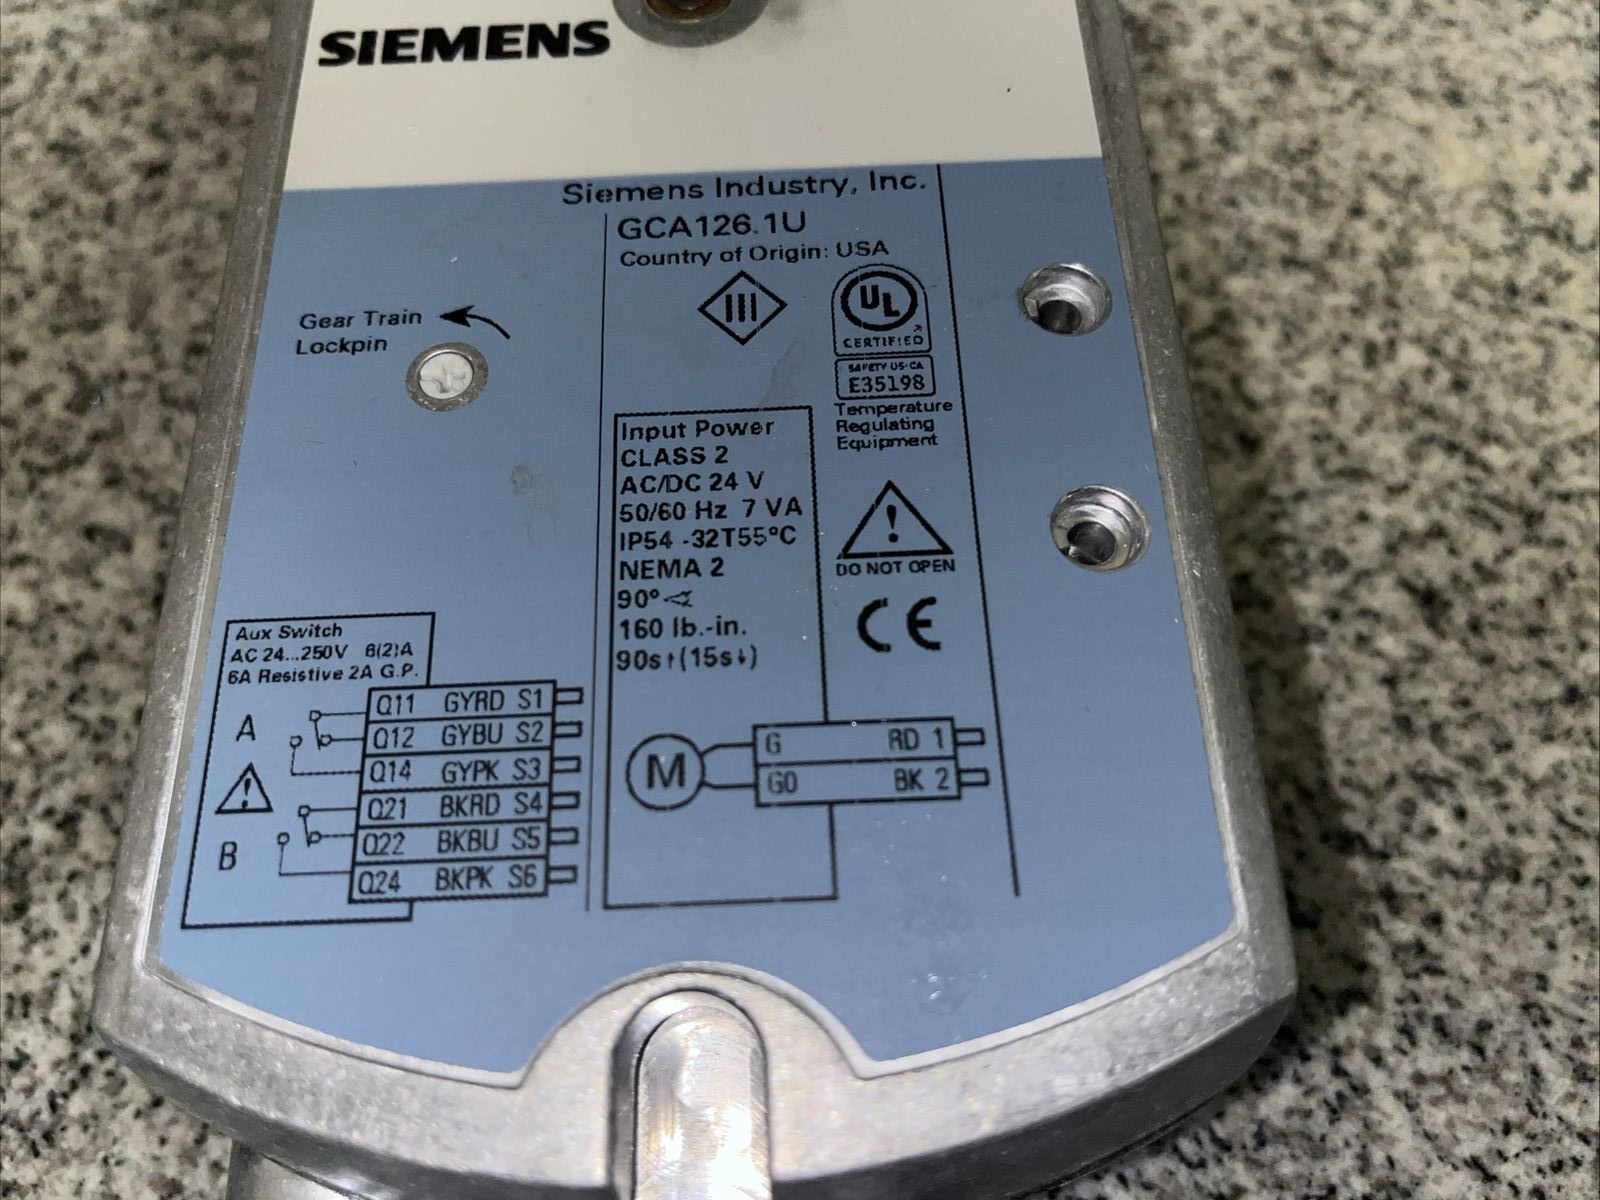 SIEMENS
Siemens Industry, Inc.
GCA126.1U
Country of Origin: USA
Gear Train
Lockpin
III
UL
CERTIFIED
SAFETY US-CA
E35198
Temperature
Regulating
Equipment
Input Power
CLASS 2
AC/DC 24 V
50/60 Hz 7 VA
IP54 -32T55°C
NEMA 2
90°
160 lb.-in.
90s↑(15s↓)
!
DO NOT OPEN
CE
Aux Switch
AC 24...250V 6(2)A
6A Resistive 2A G.P.
A
Q11 GYRD S1
Q12 GYBU S2
Q14 GYPK S3
!
B
Q21 BKRD S4
Q22 BKBU S5
Q24 BKPK S6
M
G RD 1
G0 BK 2